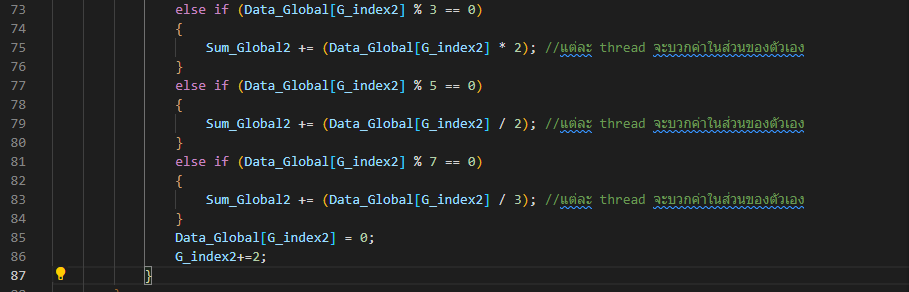 73 else if (Data_Global[G_index2] % 3 == 0)
74 {
75 Sum_Global2 += (Data_Global[G_index2] * 2); //แต่ละ thread จะบวกค่าในส่วนของตัวเอง
76 }
77 else if (Data_Global[G_index2] % 5 == 0)
78 {
79 Sum_Global2 += (Data_Global[G_index2] / 2); //แต่ละ thread จะบวกค่าในส่วนของตัวเอง
80 }
81 else if (Data_Global[G_index2] % 7 == 0)
82 {
83 Sum_Global2 += (Data_Global[G_index2] / 3); //แต่ละ thread จะบวกค่าในส่วนของตัวเอง
84 }
85 Data_Global[G_index2] = 0;
86 G_index2+=2;
87 }